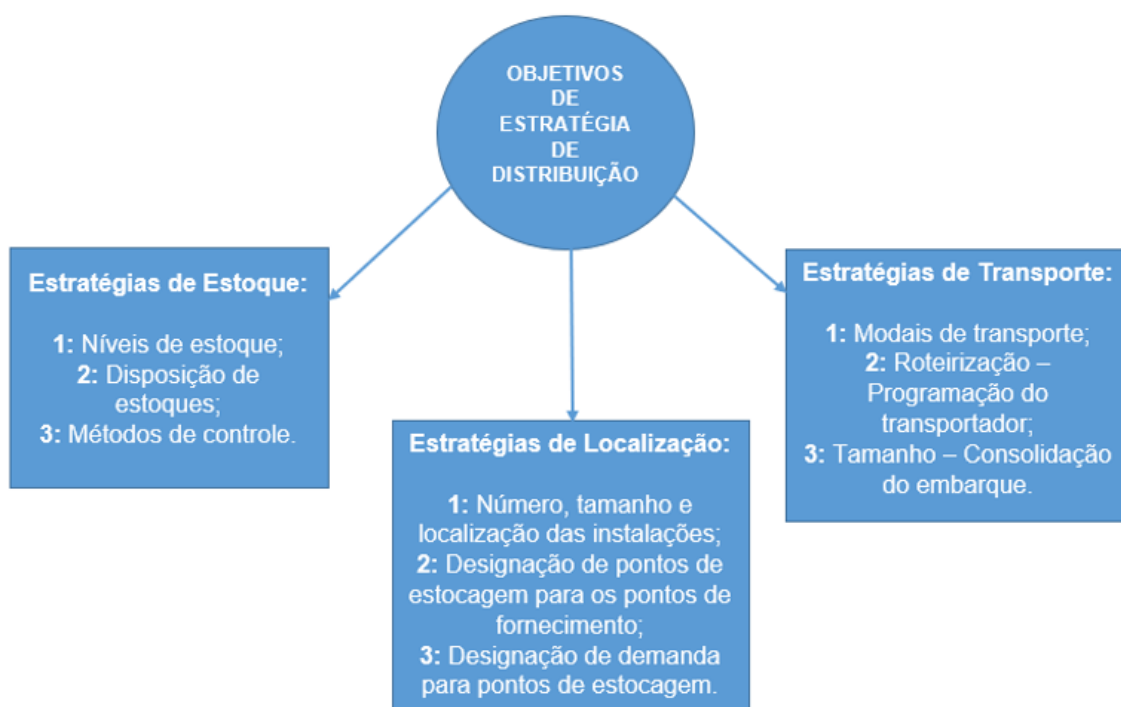 OBJETIVOS
DE
ESTRATÉGIA
DE
DISTRIBUIÇÃO
Estratégias de Estoque:
1: Níveis de estoque;
2: Disposição de
estoques;
3: Métodos de controle.
Estratégias de Localização:
1: Número, tamanho e
localização das instalações;
2: Designação de pontos de
estocagem para os pontos de
fornecimento;
3: Designação de demanda
para pontos de estocagem.
Estratégias de Transporte:
1: Modais de transporte;
2: Roteirização –
Programação do
transportador;
3: Tamanho – Consolidação
do embarque.